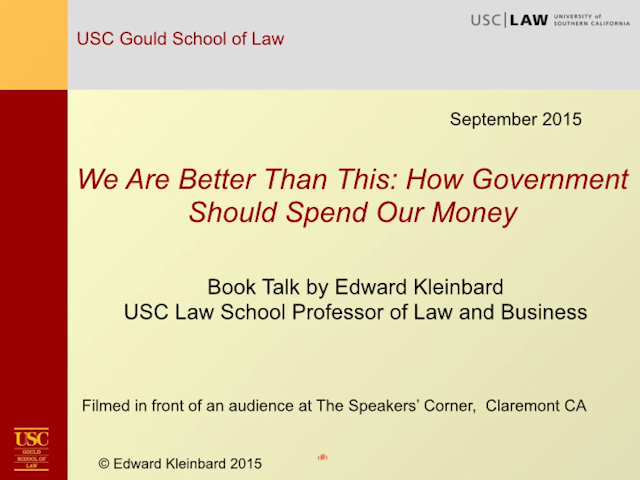 USC Gould School of Law
USC LAW UNIVERSITY of
SOUTHERN CALIFORNIA
September 2015
We Are Better Than This: How Government
Should Spend Our Money
Book Talk by Edward Kleinbard
USC Law School Professor of Law and Business
Filmed in front of an audience at The Speakers’ Corner, Claremont CA
USC
GOULD
SCHOOL OF
LAW
© Edward Kleinbard 2015